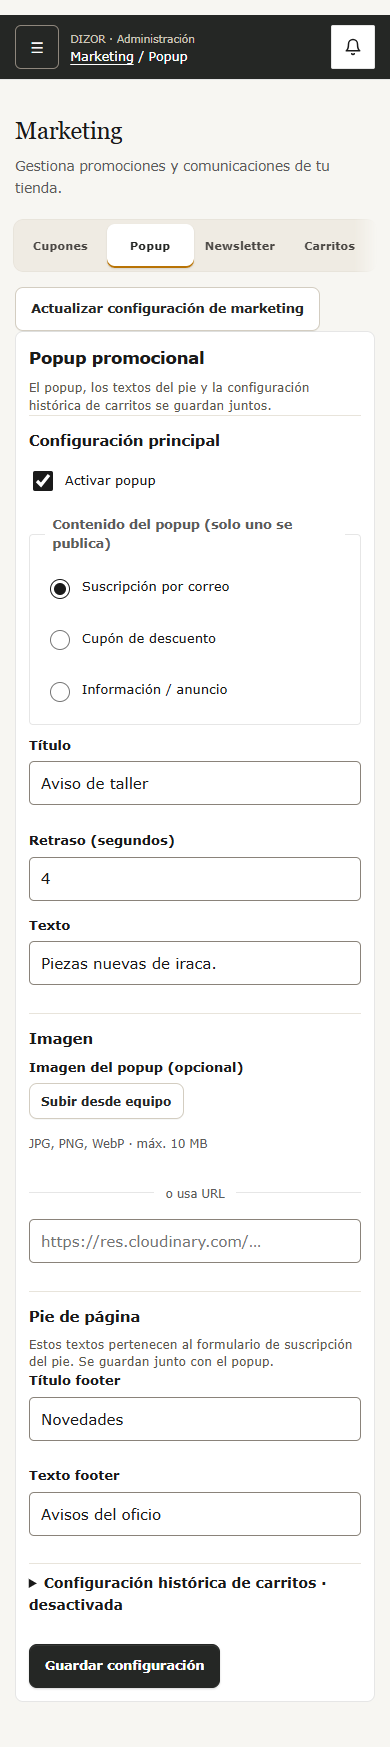 DIZOR · Administración
Marketing / Popup
Marketing
Gestiona promociones y comunicaciones de tu
tienda.
Cupones
Popup
Newsletter
Carritos
Actualizar configuración de marketing
Popup promocional
El popup, los textos del pie y la configuración
histórica de carritos se guardan juntos.
Configuración principal
Activar popup
Contenido del popup (solo uno se
publica)
Suscripción por correo
Cupón de descuento
Información / anuncio
Título
Aviso de taller
Retraso (segundos)
4
Texto
Piezas nuevas de iraca.
Imagen
Imagen del popup (opcional)
Subir desde equipo
JPG, PNG, WebP · máx. 10 MB
o usa URL
https://res.cloudinary.com/...
Pie de página
Estos textos pertenecen al formulario de suscripción
del pie. Se guardan junto con el popup.
Título footer
Novedades
Texto footer
Avisos del oficio
Configuración histórica de carritos ·
desactivada
Guardar configuración